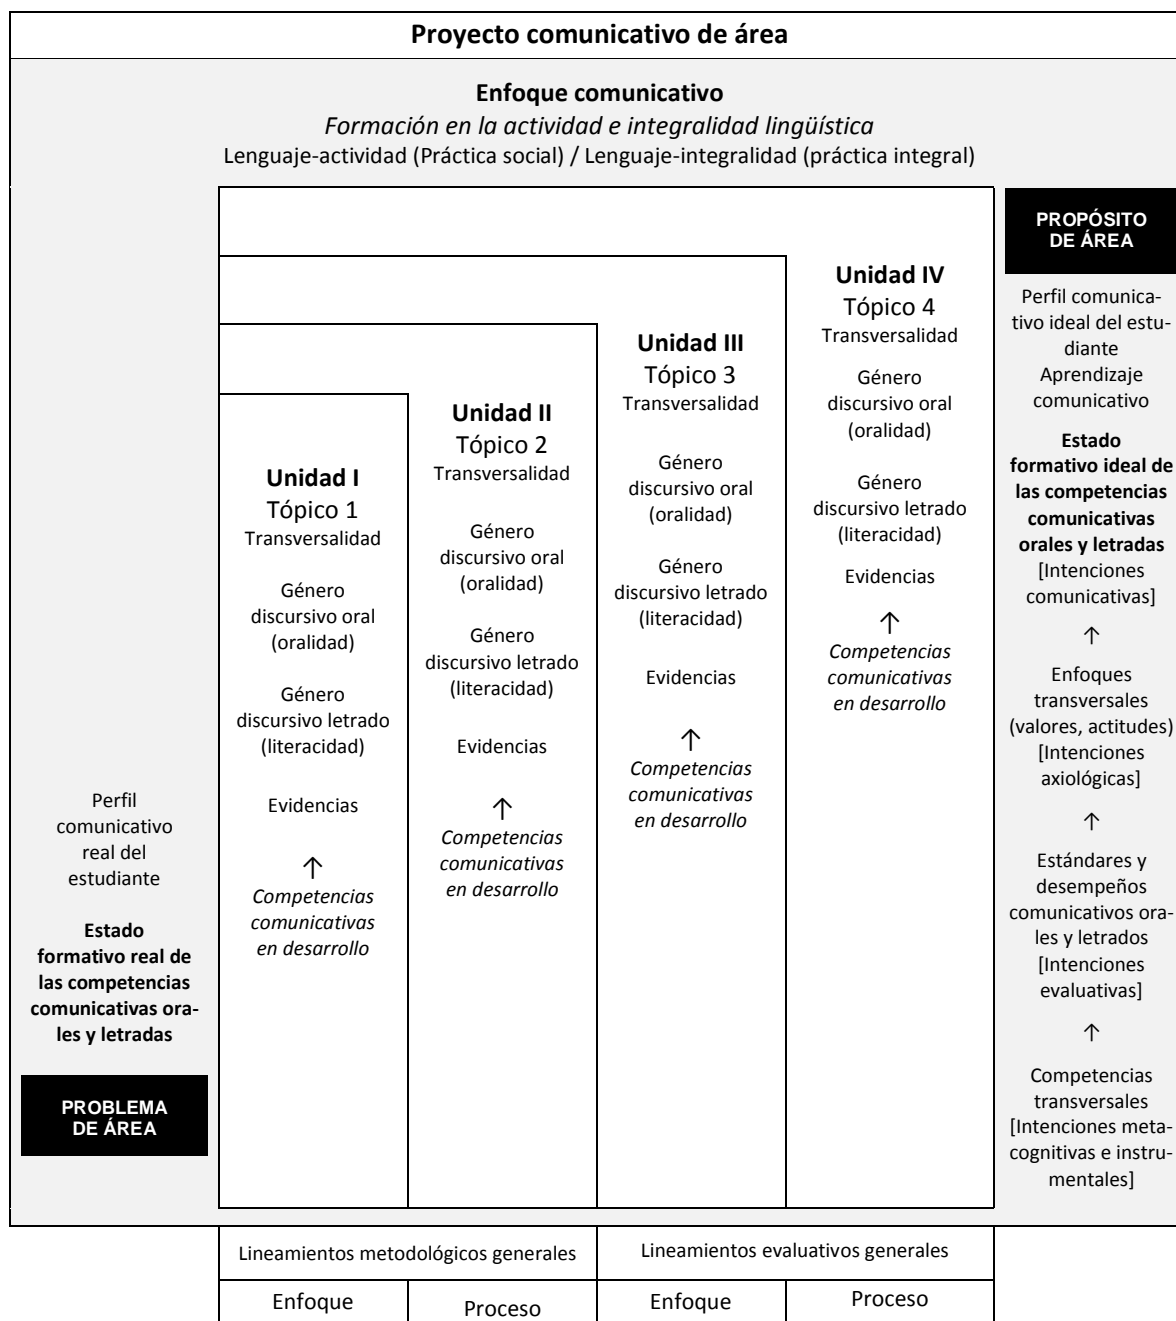 Proyecto comunicativo de área
Enfoque comunicativo
Formación en la actividad e integralidad lingüística
Lenguaje-actividad (Práctica social) / Lenguaje-integralidad (práctica integral)
Perfil
comunicativo
real del
estudiante
Estado
formativo real de
las competencias
comunicativas ora-
les y letradas
PROBLEMA
DE ÁREA
Unidad I
Tópico 1
Transversalidad
Género
discursivo oral
(oralidad)
Género
discursivo letrado
(literacidad)
Evidencias
↑
Competencias
comunicativas
en desarrollo
Unidad II
Tópico 2
Transversalidad
Género
discursivo oral
(oralidad)
Género
discursivo letrado
(literacidad)
Evidencias
↑
Competencias
comunicativas
en desarrollo
Unidad III
Tópico 3
Transversalidad
Género
discursivo oral
(oralidad)
Género
discursivo letrado
(literacidad)
Evidencias
↑
Competencias
comunicativas
en desarrollo
Unidad IV
Tópico 4
Transversalidad
Género
discursivo oral
(oralidad)
Género
discursivo letrado
(literacidad)
Evidencias
↑
Competencias
comunicativas
en desarrollo
PROPÓSITO
DE ÁREA
Perfil comunica-
tivo ideal del estu-
diante
Aprendizaje
comunicativo
Estado
formativo ideal de
las competencias
comunicativas
orales y letradas
[Intenciones
comunicativas]
↑
Enfoques
transversales
(valores, actitudes)
[Intenciones
axiológicas]
↑
Estándares y
desempeños
comunicativos ora-
les y letrados
[Intenciones
evaluativas]
↑
Competencias
transversales
[Intenciones meta-
cognitivas e instru-
mentales]
Lineamientos metodológicos generales
Lineamientos evaluativos generales
Enfoque
Proceso
Enfoque
Proceso